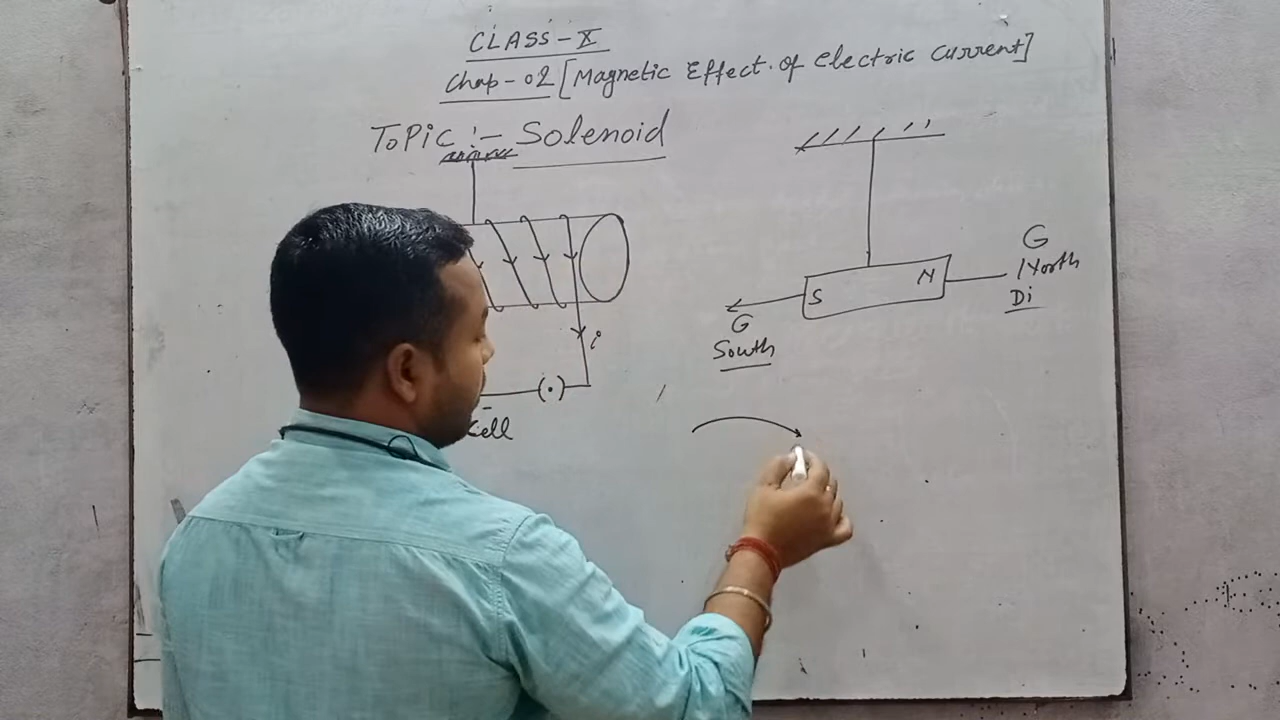 CLASS-X
Chap-02 [Magnetic Effect of Electric Current]
ToPiC :- Solenoid
S N
G
North
Di
G
South
i
Cell